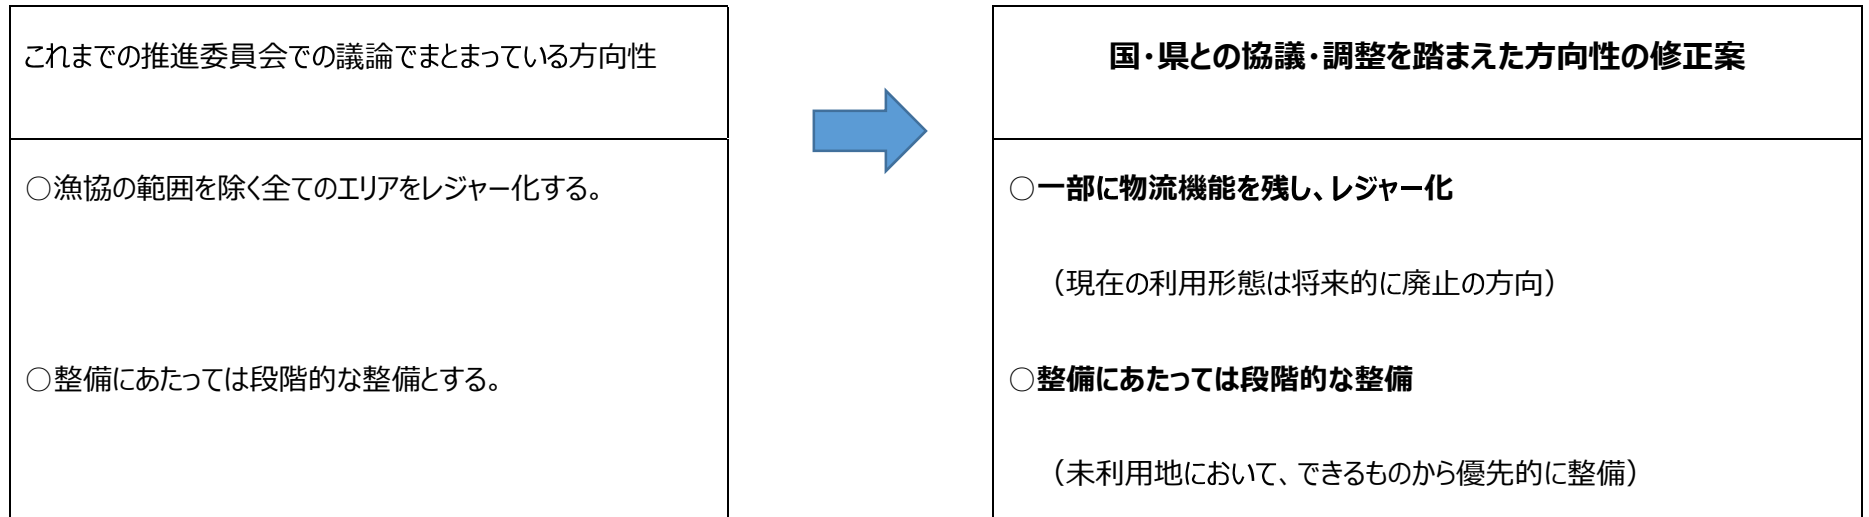 これまでの推進委員会での議論でまとまっている方向性
○漁協の範囲を除く全てのエリアをレジャー化する。
○整備にあたっては段階的な整備とする。
国・県との協議・調整を踏まえた方向性の修正案
○一部に物流機能を残し、レジャー化
（現在の利用形態は将来的に廃止の方向）
○整備にあたっては段階的な整備
（未利用地において、できるものから優先的に整備）